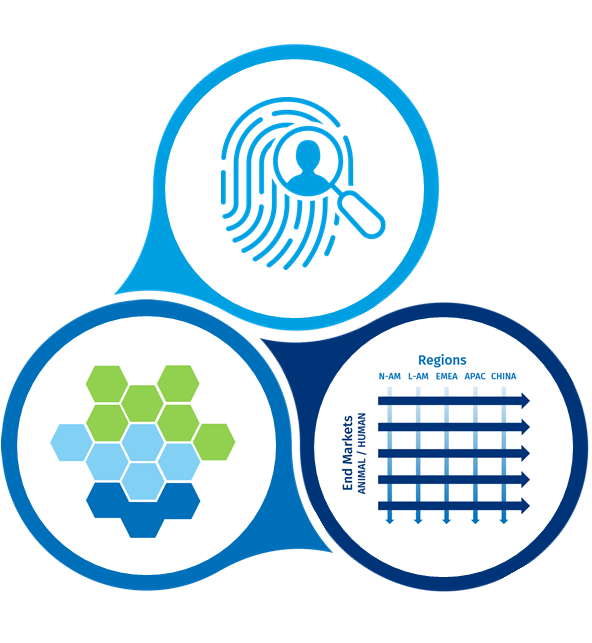 Regions
N-AM L-AM EMEA APAC CHINA
End Markets
ANIMAL / HUMAN